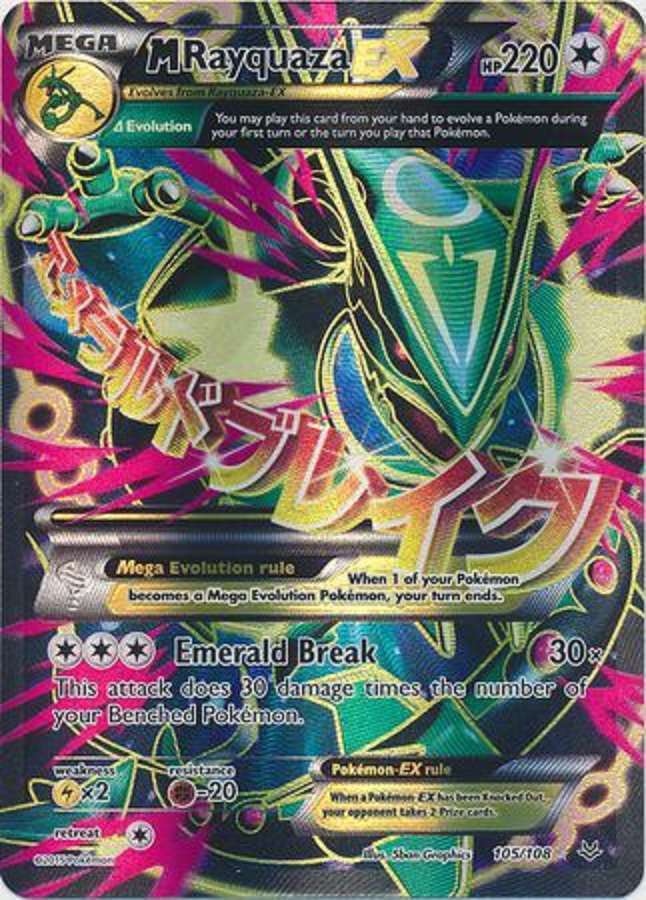 MEGA
M Rayquaza EX
HP220
Evolves from Rayquaza-EX
Δ Evolution
You may play this card from your hand to evolve a Pokémon during
your first turn or the turn you play that Pokémon.
エメラルドブレイク
Mega Evolution rule
When 1 of your Pokémon
becomes a Mega Evolution Pokémon, your turn ends.
Emerald Break 30×
This attack does 30 damage times the number of
your Benched Pokémon.
weakness
×2
resistance
-20
retreat
Pokémon-EX rule
When a Pokémon-EX has been Knocked Out,
your opponent takes 2 Prize cards.
©2015 Pokémon
Illus. 5ban Graphics
105/108